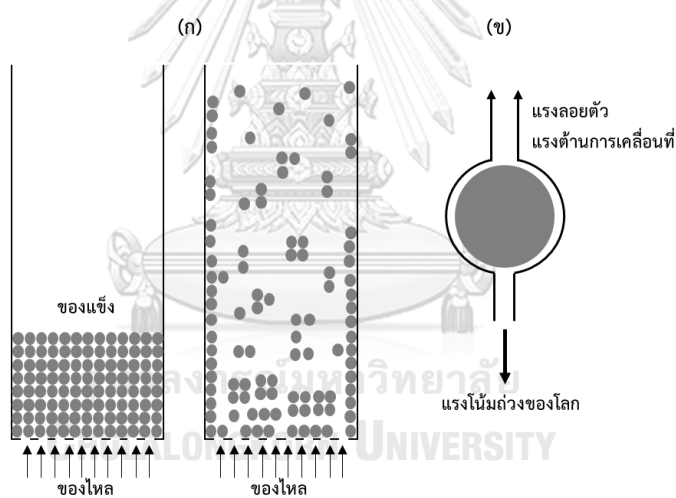 (ก)
(ข)
แรงลอยตัว
แรงต้านการเคลื่อนที่
ของแข็ง
แรงโน้มถ่วงของโลก
ของไหล
ของไหล
UNIVERSITY